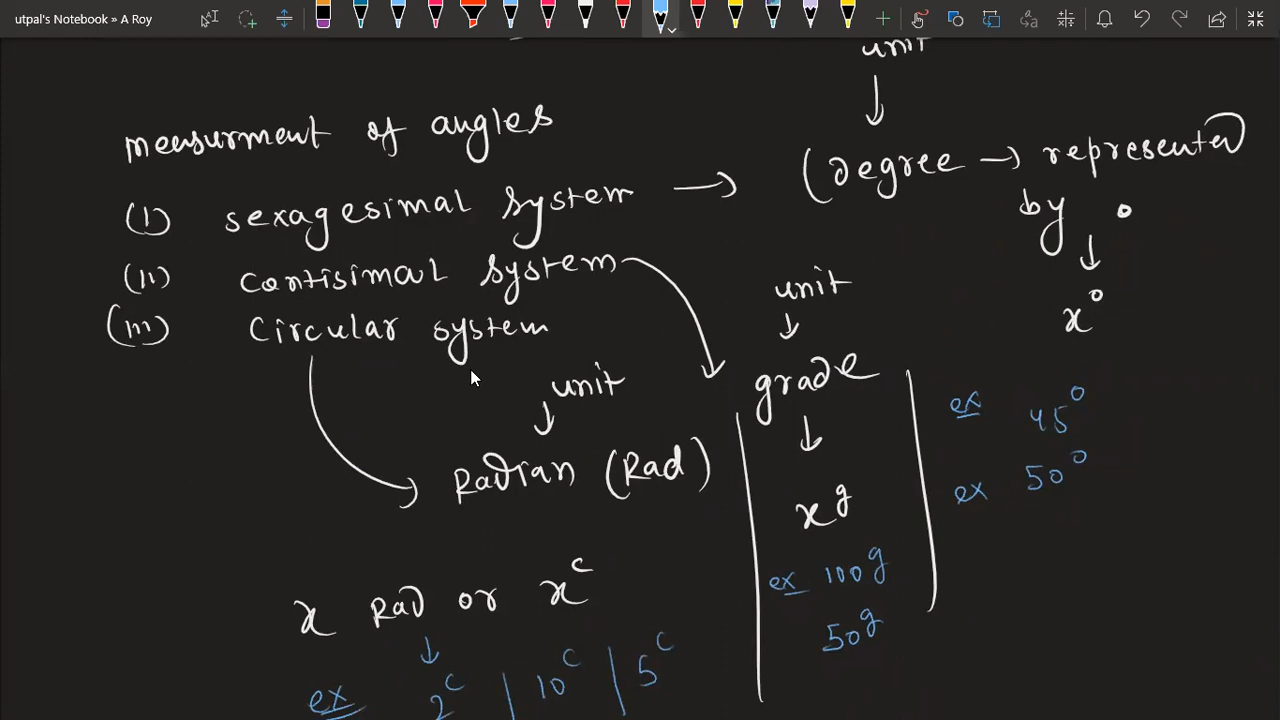 utpal's Notebook » A Roy
unit
measurment of angles
(degree → represented
by °
(I) sexagesimal system →
x°
(II) centisimal system
unit
(III) circular system
grade
unit
Radian (Rad)
x^g
ex 45°
ex 50°
ex 100^g
50^g
x Rad or x^c
ex 2^c | 10^c | 5^c